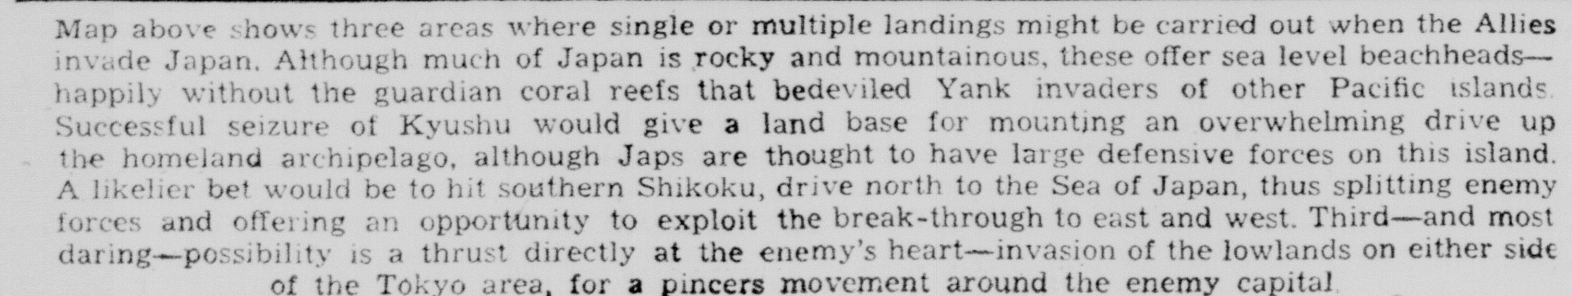 Map above shows three areas where single or multiple landings might be carried out when the Allies
invade Japan. Although much of Japan is rocky and mountainous, these offer sea level beachheads—
happily without the guardian coral reefs that bedeviled Yank invaders of other Pacific islands.
Successful seizure of Kyushu would give a land base for mounting an overwhelming drive up
the homeland archipelago, although Japs are thought to have large defensive forces on this island.
A likelier bet would be to hit southern Shikoku, drive north to the Sea of Japan, thus splitting enemy
forces and offering an opportunity to exploit the break-through to east and west. Third—and most
daring—possibility is a thrust directly at the enemy's heart—invasion of the lowlands on either side
of the Tokyo area, for a pincers movement around the enemy capital.